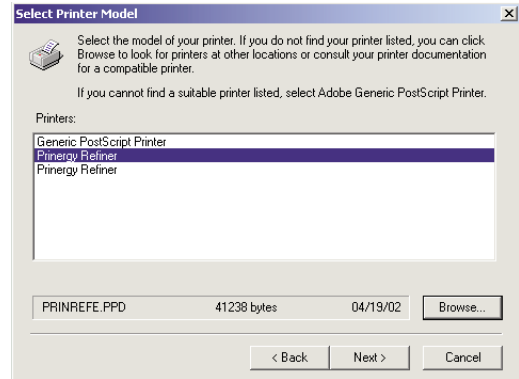 Select Printer Model
Select the model of your printer. If you do not find your printer listed, you can click
Browse to look for printers at other locations or consult your printer documentation
for a compatible printer.
If you cannot find a suitable printer listed, select Adobe Generic PostScript Printer.
Printers:
Generic PostScript Printer
Prinergy Refiner
Prinergy Refiner
PRINREFE.PPD 41238 bytes 04/19/02 Browse...
< Back Next > Cancel